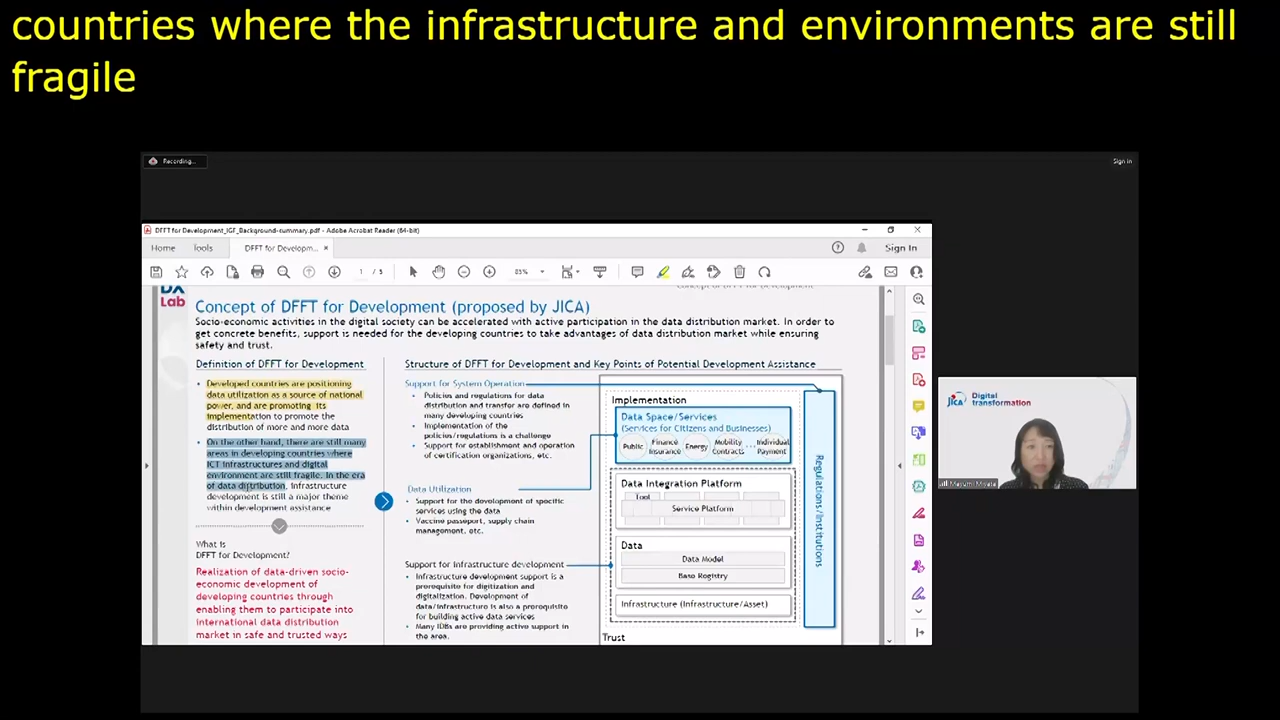 countries where the infrastructure and environments are still
fragile
Recording...
Sign in
DFFT for Development_IGF_Background-summary.pdf - Adobe Acrobat Reader (64-bit)
Home Tools DFFT for Developm... ×
Sign In
1 / 5
83%
DX
Lab
Concept of DFFT for Development
Concept of DFFT for Development (proposed by JICA)
Socio-economic activities in the digital society can be accelerated with active participation in the data distribution market. In order to
get concrete benefits, support is needed for the developing countries to take advantages of data distribution market while ensuring
safety and trust.
Definition of DFFT for Development
• Developed countries are positioning
data utilization as a source of national
power, and are promoting its
implementation to promote the
distribution of more and more data
• On the other hand, there are still many
areas in developing countries where
ICT infrastructures and digital
environment are still fragile. In the era
of data distribution, infrastructure
development is still a major theme
within development assistance
What is
DFFT for Development?
Realization of data-driven socio-
economic development of
developing countries through
enabling them to participate into
international data distribution
market in safe and trusted ways
Structure of DFFT for Development and Key Points of Potential Development Assistance
Support for System Operation
• Policies and regulations for data
distribution and transfer are defined in
many developing countries
• Implementation of the
policies/regulations is a challenge
• Support for establishment and operation
of certification organizations, etc.
Data Utilization
• Support for the development of specific
services using the data
• Vaccine passport, supply chain
management, etc.
Support for infrastructure development
• Infrastructure development support is a
prerequisite for digitization and
digitalization. Development of
data/infrastructure is also a prerequisite
for building active data services
• Many IDBs are providing active support in
the area.
Implementation
Data Space/Services
(Services for Citizens and Businesses)
Public
Finance
Insurance
Energy
Mobility
Contracts
...
Individual
Payment
Data Integration Platform
Tool
Service Platform
Data
Data Model
Base Registry
Infrastructure (Infrastructure/Asset)
Trust
Regulations/Institutions
JICA
Digital
transformation
Mayumi Miyata